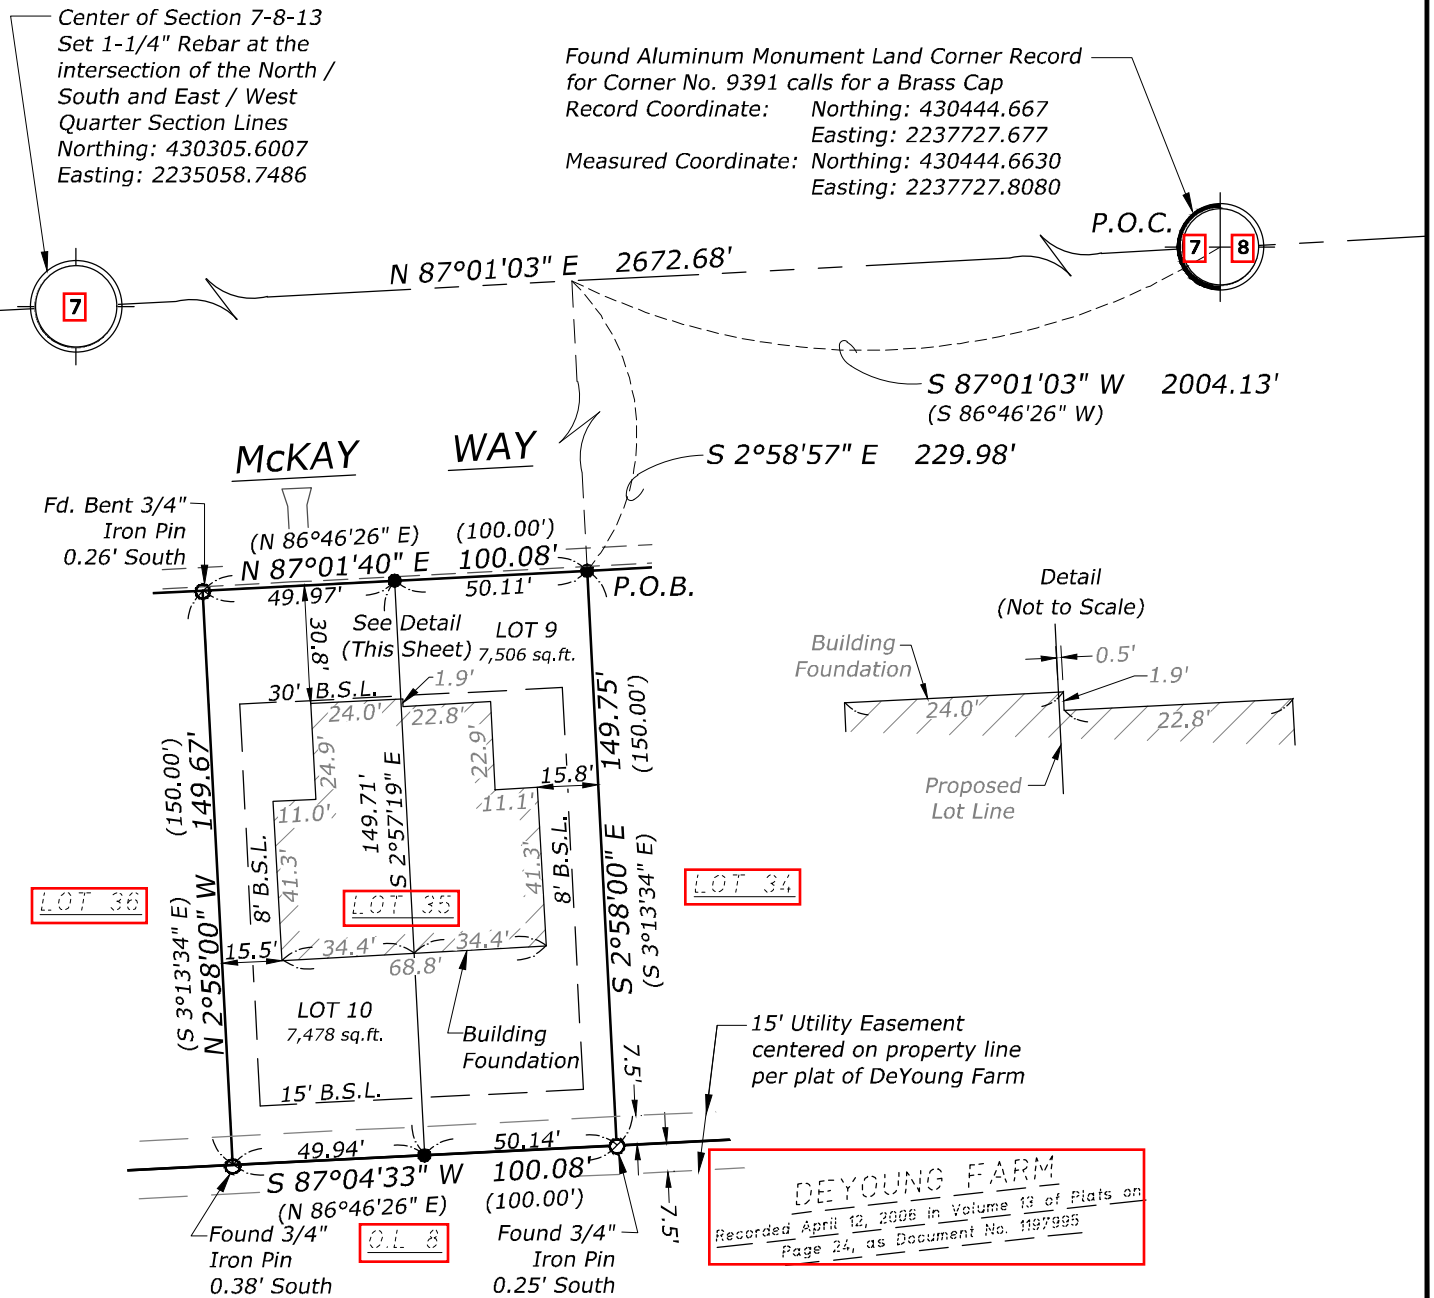 Center of Section 7-8-13
Set 1-1/4" Rebar at the
intersection of the North /
South and East / West
Quarter Section Lines
Northing: 430305.6007
Easting: 2235058.7486
Found Aluminum Monument Land Corner Record
for Corner No. 9391 calls for a Brass Cap
Record Coordinate: Northing: 430444.667
Easting: 2237727.677
Measured Coordinate: Northing: 430444.6630
Easting: 2237727.8080
P.O.C.
7
8
7
N 87°01'03" E 2672.68'
S 87°01'03" W 2004.13'
(S 86°46'26" W)
S 2°58'57" E 229.98'
McKAY WAY
Fd. Bent 3/4"
Iron Pin
0.26' South
(N 86°46'26" E) (100.00')
N 87°01'40" E 100.08'
49.97'
50.11'
P.O.B.
30.8'
See Detail
(This Sheet)
LOT 9
7,506 sq.ft.
30' B.S.L.
1.9'
24.0'
22.8'
24.9'
22.9'
11.0'
11.1'
15.8'
149.75'
(150.00')
(150.00')
149.67'
149.71'
S 2°57'19" E
8' B.S.L.
41.3'
41.3'
8' B.S.L.
LOT 36
LOT 35
LOT 34
N 2°58'00" W
(S 3°13'34" E)
S 2°58'00" E
(S 3°13'34" E)
15.5'
34.4'
34.4'
68.8'
LOT 10
7,478 sq.ft.
Building
Foundation
15' B.S.L.
7.5'
15' Utility Easement
centered on property line
per plat of DeYoung Farm
49.94'
50.14'
S 87°04'33" W 100.08'
(N 86°46'26" E) (100.00')
7.5'
Found 3/4"
Iron Pin
0.38' South
O.L 8
Found 3/4"
Iron Pin
0.25' South
DEYOUNG FARM
Recorded April 12, 2006 in Volume 13 of Plats on
Page 24, as Document No. 1197995
Detail
(Not to Scale)
Building
Foundation
0.5'
1.9'
24.0'
22.8'
Proposed
Lot Line